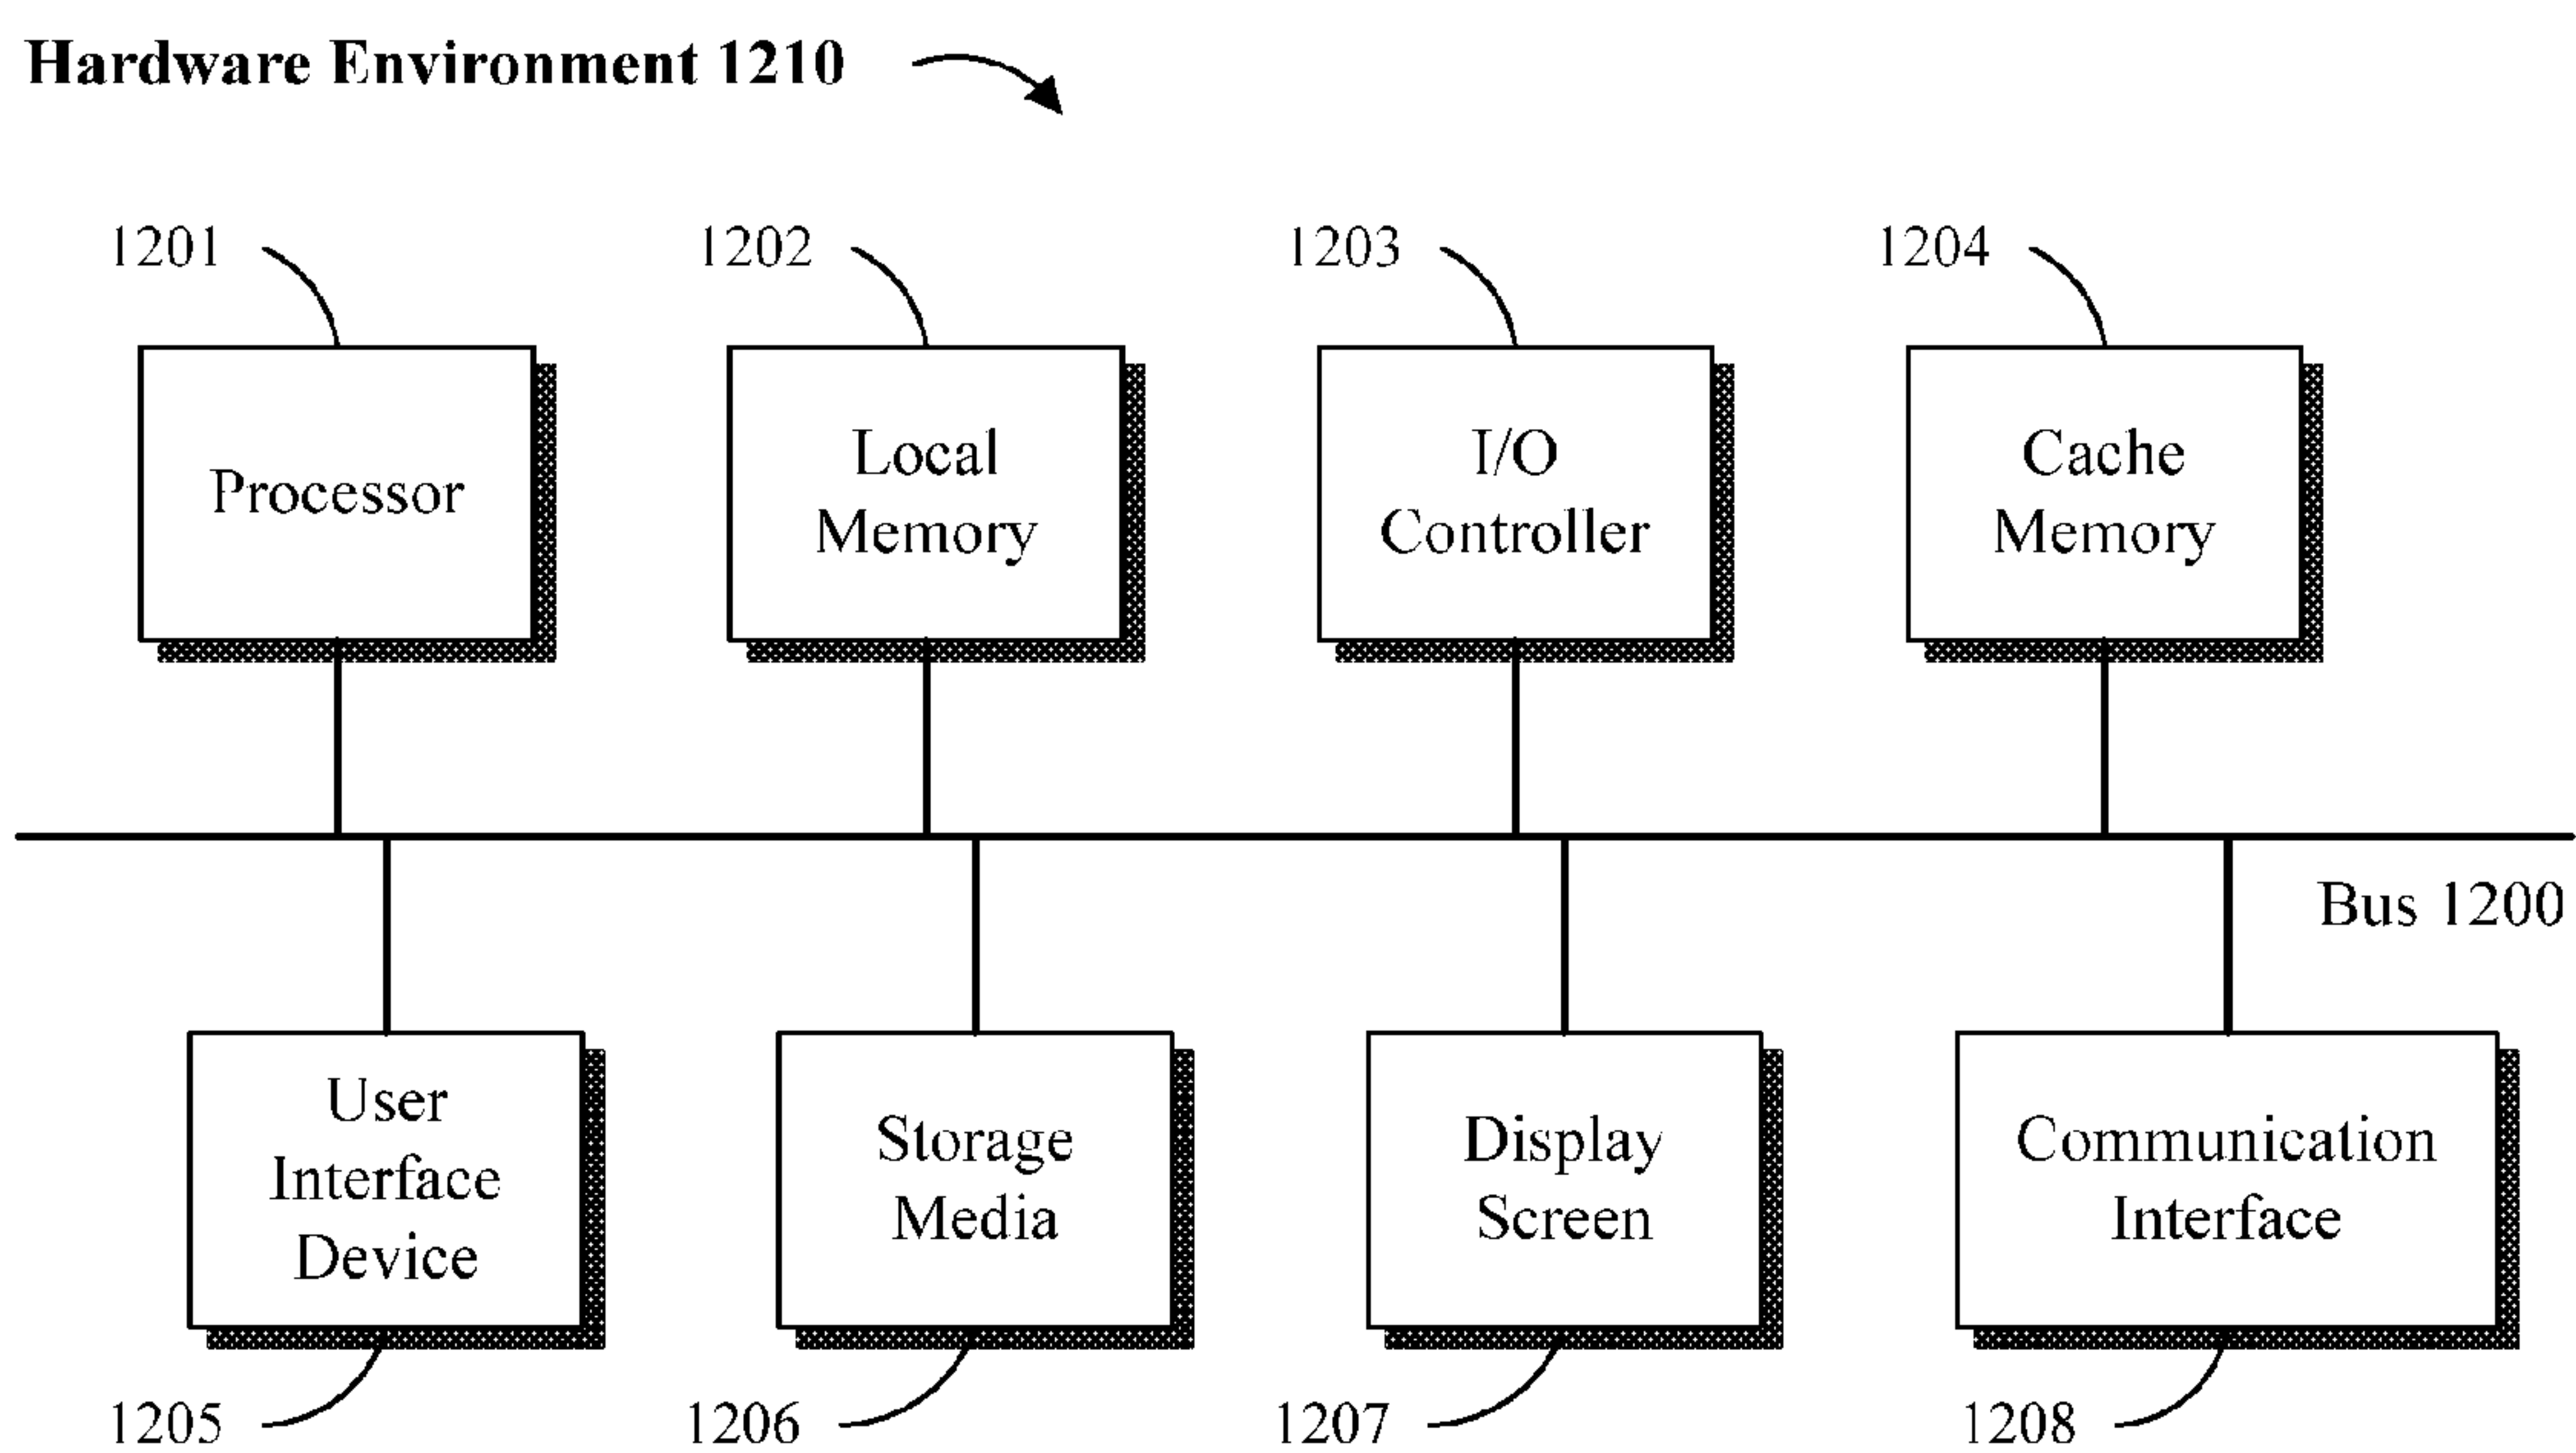 Hardware Environment 1210
1201
1202
1203
1204
Processor
Local
Memory
I/O
Controller
Cache
Memory
Bus 1200
User
Interface
Device
Storage
Media
Display
Screen
Communication
Interface
1205
1206
1207
1208